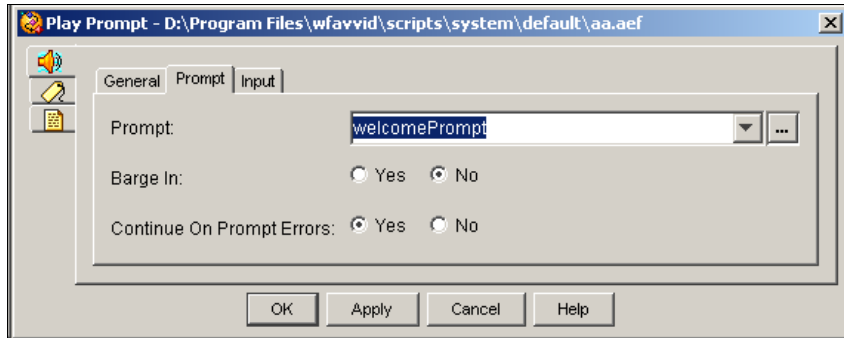 Play Prompt - D:\Program Files\wfavvid\scripts\system\default\aa.aef
General Prompt Input
Prompt: welcomePrompt ...
Barge In: Yes No
Continue On Prompt Errors: Yes No
OK Apply Cancel Help